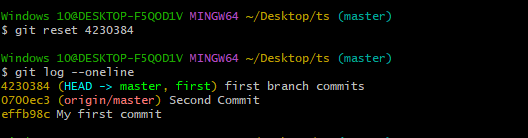 Windows 10@DESKTOP-F5QOD1V MINGW64 ~/Desktop/ts (master)
$ git reset 4230384
Windows 10@DESKTOP-F5QOD1V MINGW64 ~/Desktop/ts (master)
$ git log --oneline
4230384 (HEAD -> master, first) first branch commits
0700ec3 (origin/master) Second Commit
effb98c My first commit